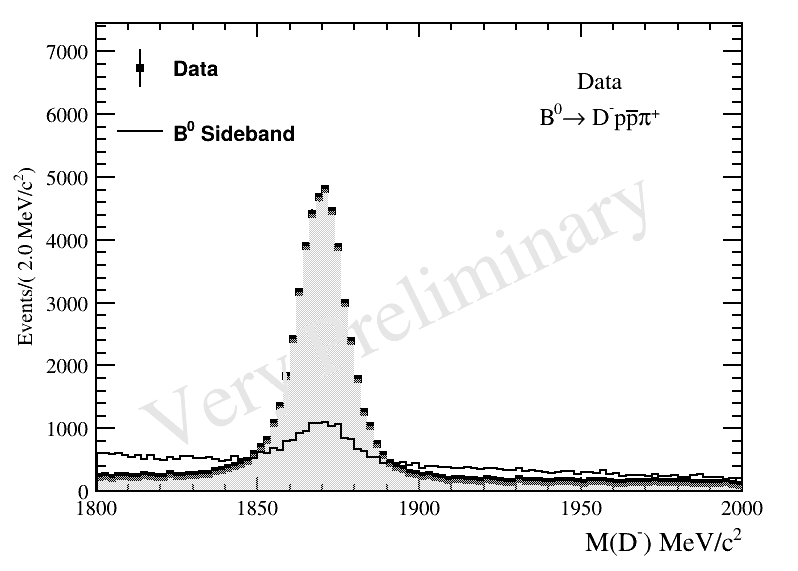 7000
6000
5000
4000
3000
2000
1000
0
Events/( 2.0 MeV/c²)
Data
B⁰ Sideband
Data
B⁰→ D⁻pp̅π⁺
Very Preliminary
1800 1850 1900 1950 2000
M(D⁻) MeV/c²